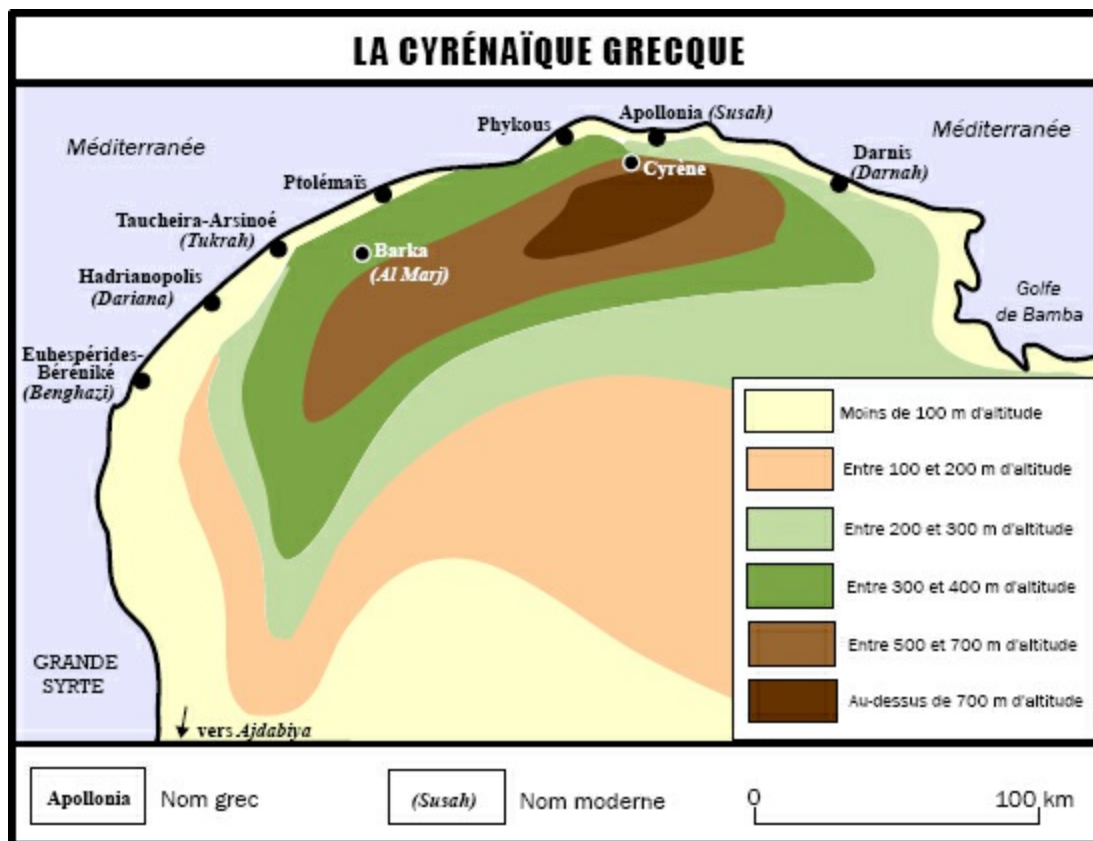 LA CYRÉNAÏQUE GRECQUE
Méditerranée
Phykous
Apollonia (Susah)
Méditerranée
Cyrène
Darnis
(Darnah)
Ptolémaïs
Taucheira-Arsinoé
(Tukrah)
Barka
(Al Marj)
Hadrianopolis
(Dariana)
Golfe
de Bamba
Euhespérides-
Béréniké
(Benghazi)
Moins de 100 m d'altitude
Entre 100 et 200 m d'altitude
Entre 200 et 300 m d'altitude
Entre 300 et 400 m d'altitude
Entre 500 et 700 m d'altitude
Au-dessus de 700 m d'altitude
GRANDE
SYRTE
vers Ajdabiya
Apollonia Nom grec
(Susah) Nom moderne
0 100 km